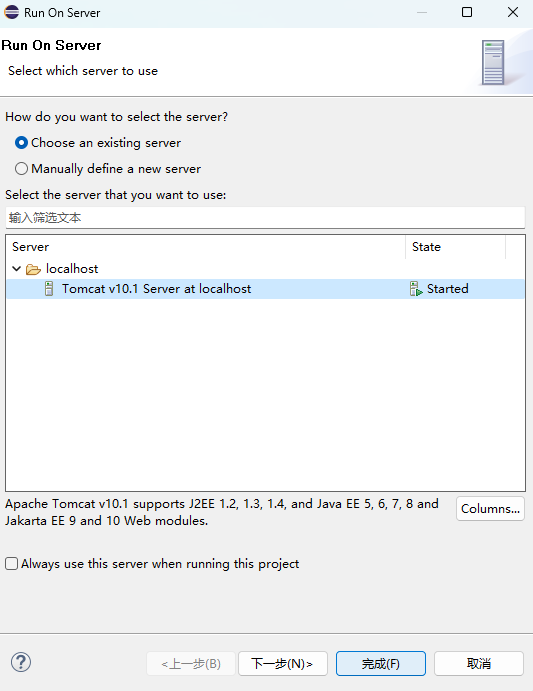 Run On Server
Run On Server
Select which server to use
How do you want to select the server?
Choose an existing server
Manually define a new server
Select the server that you want to use:
输入筛选文本
Server State
localhost
Tomcat v10.1 Server at localhost Started
Apache Tomcat v10.1 supports J2EE 1.2, 1.3, 1.4, and Java EE 5, 6, 7, 8 and
Jakarta EE 9 and 10 Web modules.
Columns...
Always use this server when running this project
?
<上一步(B) 下一步(N)> 完成(F) 取消